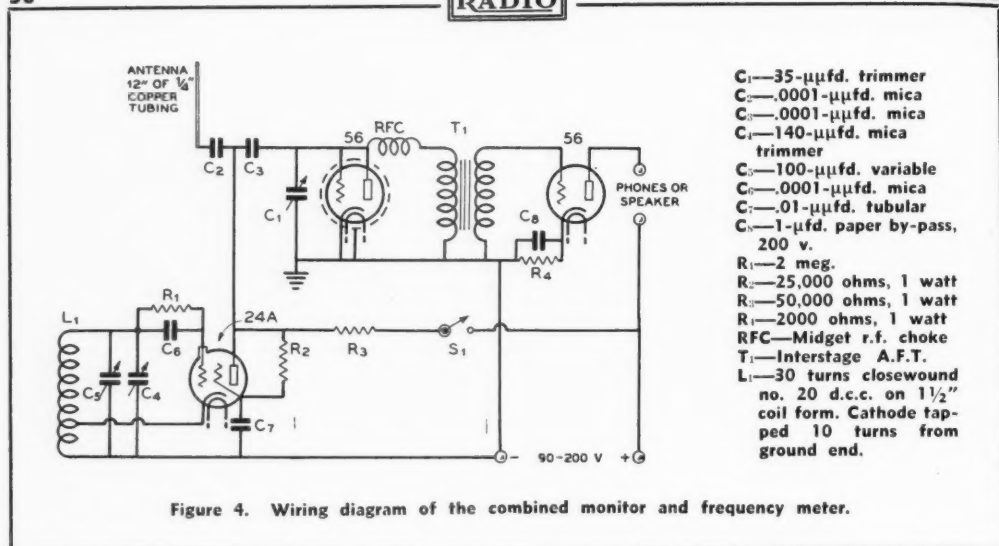 RADIO
ANTENNA
12" OF ¼"
COPPER
TUBING
C2
C3
C1
56
RFC
T1
56
PHONES OR
SPEAKER
C8
R4
L1
R1
C6
24A
C5
C4
R2
R3
S1
C7
- 90-200 V +
C1—35-μμfd. trimmer
C2—.0001-μμfd. mica
C3—.0001-μμfd. mica
C4—140-μμfd. mica
trimmer
C5—100-μμfd. variable
C6—.0001-μμfd. mica
C7—.01-μμfd. tubular
C8—1-μfd. paper by-pass,
200 v.
R1—2 meg.
R2—25,000 ohms, 1 watt
R3—50,000 ohms, 1 watt
R4—2000 ohms, 1 watt
RFC—Midget r.f. choke
T1—Interstage A.F.T.
L1—30 turns closewound
no. 20 d.c.c. on 1½"
coil form. Cathode tap-
ped 10 turns from
ground end.
Figure 4. Wiring diagram of the combined monitor and frequency meter.